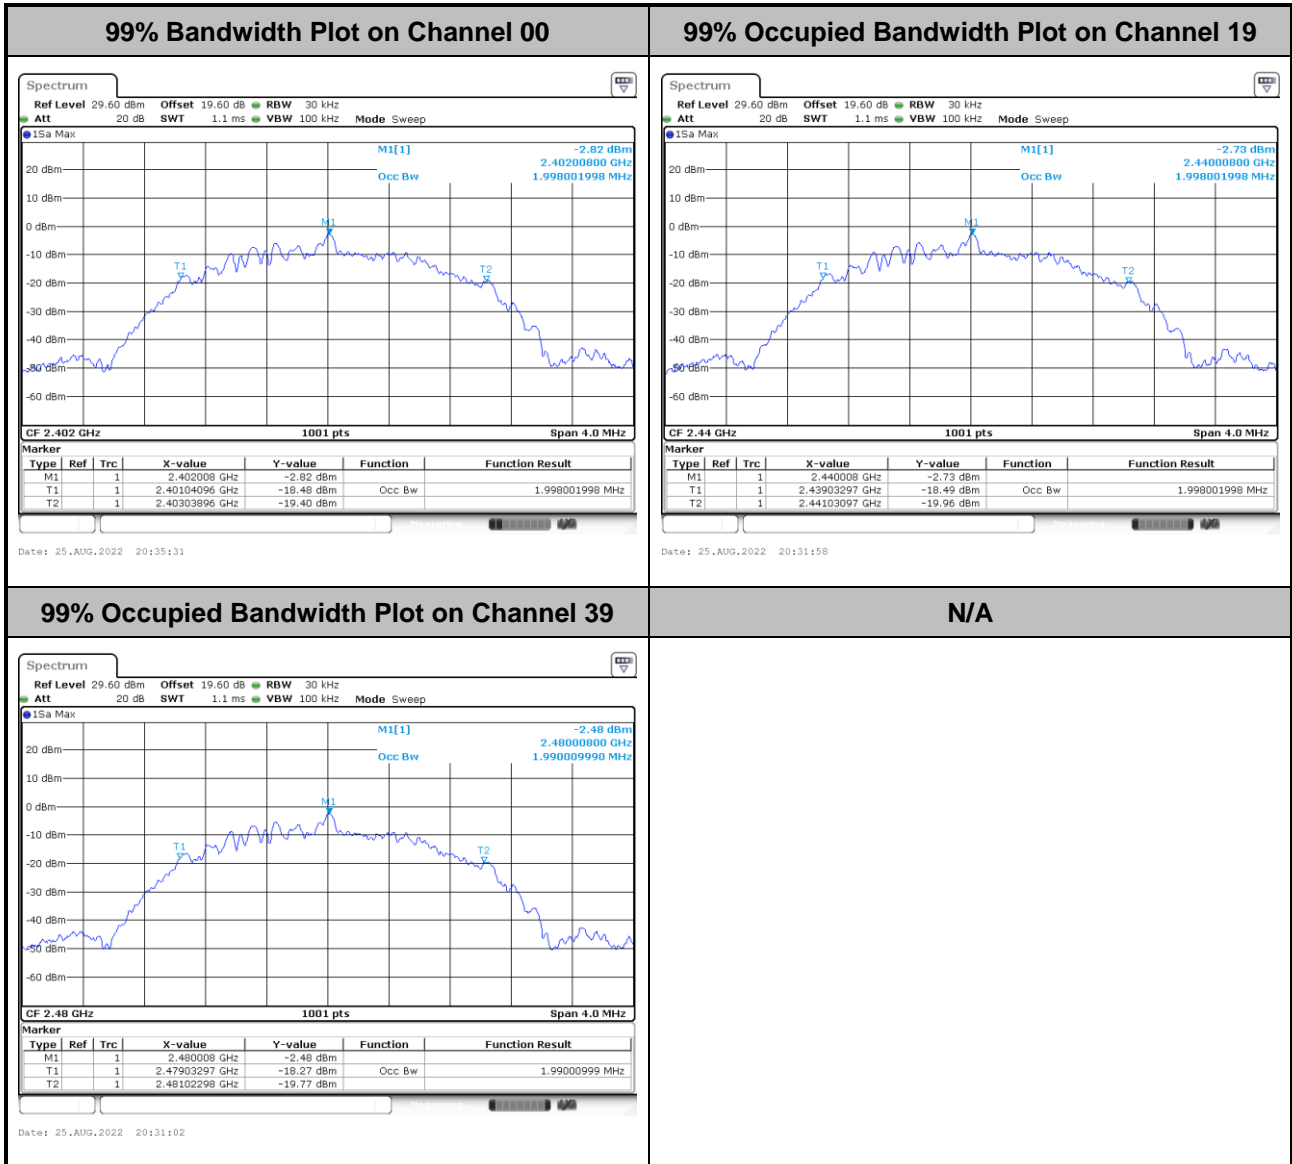 99% Bandwidth Plot on Channel 00
Spectrum
Ref Level 29.60 dBm Offset 19.60 dB RBW 30 kHz
Att 20 dB SWT 1.1 ms VBW 100 kHz Mode Sweep
1Sa Max
M1[1] -2.82 dBm
2.40200800 GHz
Occ Bw 1.998001998 MHz
20 dBm
10 dBm
0 dBm
-10 dBm
-20 dBm
-30 dBm
-40 dBm
-50 dBm
-60 dBm
M1
T1
T2
CF 2.402 GHz 1001 pts Span 4.0 MHz
Marker
Type Ref Trc X-value Y-value Function Function Result
M1 1 2.402008 GHz -2.82 dBm
T1 1 2.40104096 GHz -18.48 dBm Occ Bw 1.998001998 MHz
T2 1 2.40303896 GHz -19.40 dBm
Date: 25.AUG.2022 20:35:31
99% Occupied Bandwidth Plot on Channel 19
Spectrum
Ref Level 29.60 dBm Offset 19.60 dB RBW 30 kHz
Att 20 dB SWT 1.1 ms VBW 100 kHz Mode Sweep
1Sa Max
M1[1] -2.73 dBm
2.44000800 GHz
Occ Bw 1.998001998 MHz
20 dBm
10 dBm
0 dBm
-10 dBm
-20 dBm
-30 dBm
-40 dBm
-50 dBm
-60 dBm
M1
T1
T2
CF 2.44 GHz 1001 pts Span 4.0 MHz
Marker
Type Ref Trc X-value Y-value Function Function Result
M1 1 2.440008 GHz -2.73 dBm
T1 1 2.43903297 GHz -18.49 dBm Occ Bw 1.998001998 MHz
T2 1 2.44103097 GHz -19.96 dBm
Date: 25.AUG.2022 20:31:58
99% Occupied Bandwidth Plot on Channel 39
Spectrum
Ref Level 29.60 dBm Offset 19.60 dB RBW 30 kHz
Att 20 dB SWT 1.1 ms VBW 100 kHz Mode Sweep
1Sa Max
M1[1] -2.48 dBm
2.48000800 GHz
Occ Bw 1.990009990 MHz
20 dBm
10 dBm
0 dBm
-10 dBm
-20 dBm
-30 dBm
-40 dBm
-50 dBm
-60 dBm
M1
T1
T2
CF 2.48 GHz 1001 pts Span 4.0 MHz
Marker
Type Ref Trc X-value Y-value Function Function Result
M1 1 2.480008 GHz -2.48 dBm
T1 1 2.47903297 GHz -18.27 dBm Occ Bw 1.99000999 MHz
T2 1 2.48102298 GHz -19.77 dBm
Date: 25.AUG.2022 20:31:02
N/A